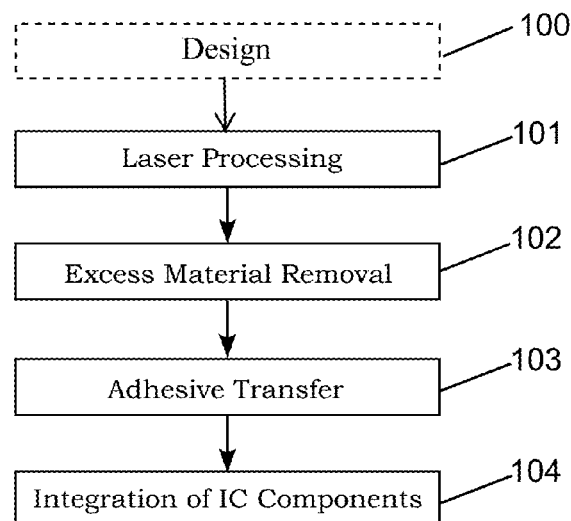 Design
100
Laser Processing
101
Excess Material Removal
102
Adhesive Transfer
103
Integration of IC Components
104